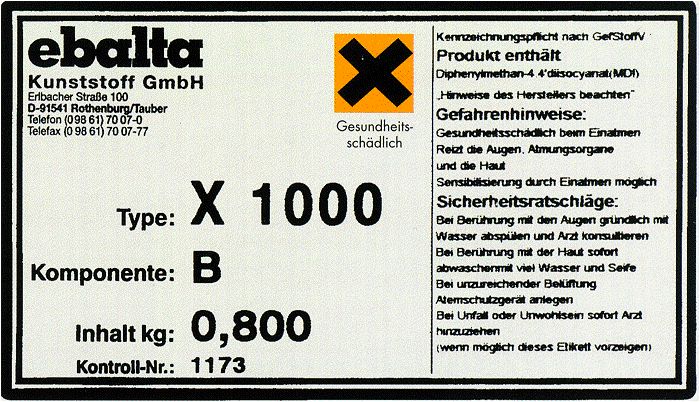 ebalta
Kunststoff GmbH
Erlbacher Straße 100
D-91541 Rothenburg/Tauber
Telefon (0 98 61) 70 07-0
Telefax (0 98 61) 70 07-77
Gesundheits-
schädlich
Type: X 1000
Komponente: B
Inhalt kg: 0,800
Kontroll-Nr.: 1173
Kennzeichnungspflicht nach GefStoffV
Produkt enthält
Diphenylmethan-4 4'diisocyanat(MDI)
„Hinweise des Herstellers beachten"
Gefahrenhinweise:
Gesundheitsschädlich beim Einatmen
Reizt die Augen, Atmungsorgane
und die Haut
Sensibilisierung durch Einatmen möglich
Sicherheitsratschläge:
Bei Berührung mit den Augen gründlich mit
Wasser abspülen und Arzt konsultieren
Bei Berührung mit der Haut sofort
abwaschenmit viel Wasser und Seife
Bei unzureichender Belüftung
Atemschutzgerät anlegen
Bei Unfall oder Unwohlsein sofort Arzt
hinzuziehen
(wenn möglich dieses Etikett vorzeigen)